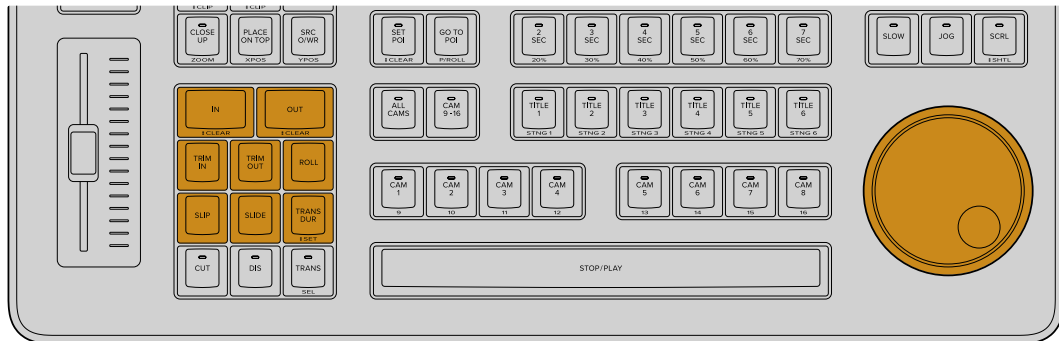 CLIP CLIP
CLOSE UP PLACE ON TOP SRC O/WR SET POI GO TO POI 2 SEC 3 SEC 4 SEC 5 SEC 6 SEC 7 SEC SLOW JOG SCRL
ZOOM XPOS YPOS CLEAR P/ROLL 20% 30% 40% 50% 60% 70% SHTL
IN OUT ALL CAMS CAM 9-16 TITLE 1 TITLE 2 TITLE 3 TITLE 4 TITLE 5 TITLE 6
CLEAR CLEAR STNG 1 STNG 2 STNG 3 STNG 4 STNG 5 STNG 6
TRIM IN TRIM OUT ROLL
CAM 1 CAM 2 CAM 3 CAM 4 CAM 5 CAM 6 CAM 7 CAM 8
9 10 11 12 13 14 15 16
SLIP SLIDE TRANS DUR
SET
CUT DIS TRANS STOP/PLAY
SEL